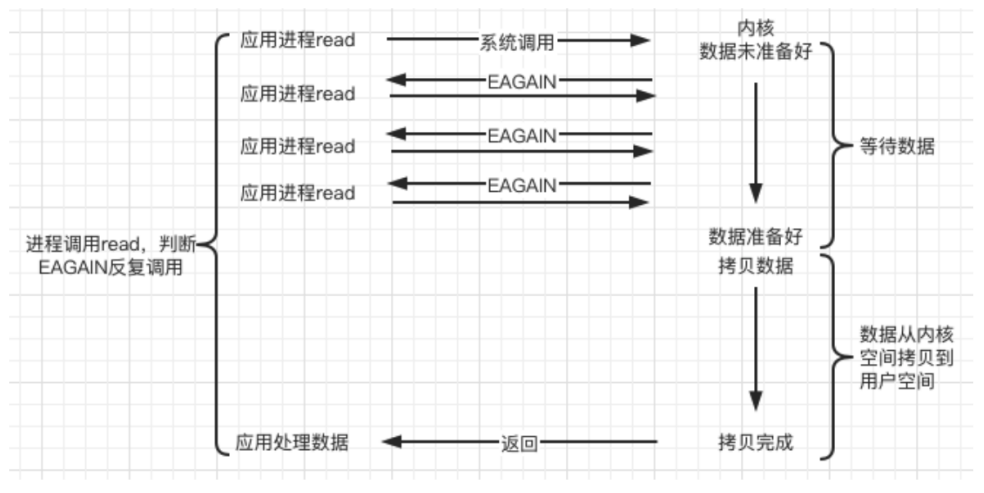 应用进程read
系统调用
内核
数据未准备好
EAGAIN
应用进程read
EAGAIN
应用进程read
等待数据
EAGAIN
应用进程read
进程调用read，判断
EAGAIN反复调用
数据准备好
拷贝数据
数据从内核
空间拷贝到
用户空间
应用处理数据
返回
拷贝完成